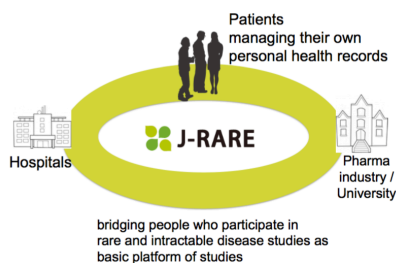 Patients
managing their own
personal health records
J-RARE
Hospitals
Pharma
industry /
University
bridging people who participate in
rare and intractable disease studies as
basic platform of studies